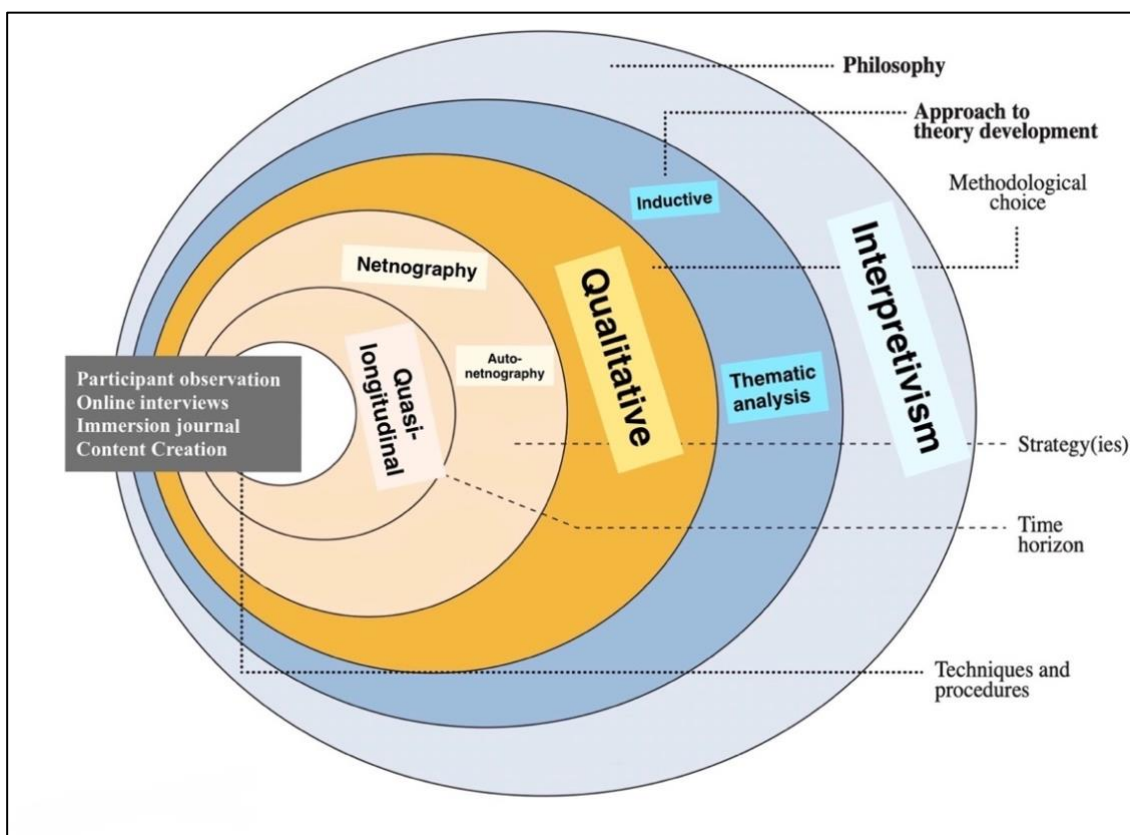 Philosophy
Approach to
theory development
Methodological
choice
Inductive
Interpretivism
Netnography
Qualitative
Auto-
netnography
Quasi-
longitudinal
Thematic
analysis
Participant observation
Online interviews
Immersion journal
Content Creation
Strategy(ies)
Time
horizon
Techniques and
procedures